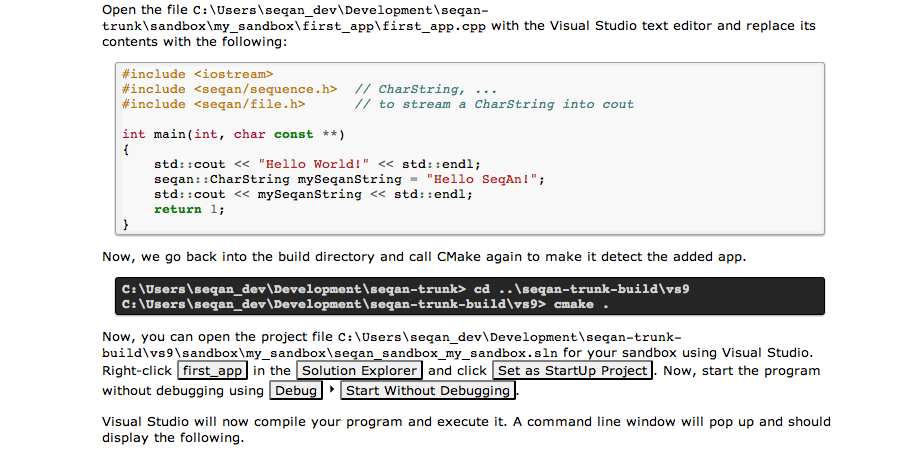 Open the file C:\Users\seqan_dev\Development\seqan-
trunk\sandbox\my_sandbox\first_app\first_app.cpp with the Visual Studio text editor and replace its
contents with the following:
#include <iostream>
#include <seqan/sequence.h>  // CharString, ...
#include <seqan/file.h>      // to stream a CharString into cout
int main(int, char const **)
{
    std::cout << "Hello World!" << std::endl;
    seqan::CharString mySeqanString = "Hello SeqAn!";
    std::cout << mySeqanString << std::endl;
    return 1;
}
Now, we go back into the build directory and call CMake again to make it detect the added app.
C:\Users\seqan_dev\Development\seqan-trunk> cd ..\seqan-trunk-build\vs9
C:\Users\seqan_dev\Development\seqan-trunk-build\vs9> cmake .
Now, you can open the project file C:\Users\seqan_dev\Development\seqan-trunk-
build\vs9\sandbox\my_sandbox\seqan_sandbox_my_sandbox.sln for your sandbox using Visual Studio.
Right-click first_app in the Solution Explorer and click Set as StartUp Project. Now, start the program
without debugging using Debug ‣ Start Without Debugging.
Visual Studio will now compile your program and execute it. A command line window will pop up and should
display the following.